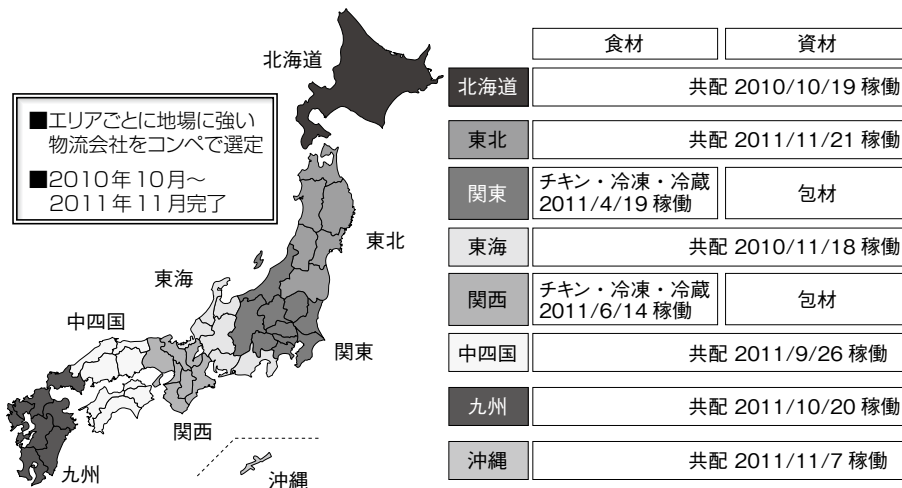 北海道
■エリアごとに地場に強い
物流会社をコンペで選定
■2010年10月～
2011年11月完了
東北
東海
中四国
関東
関西
九州
沖縄
食材 資材
北海道 共配 2010/10/19 稼働
東北 共配 2011/11/21 稼働
関東 チキン・冷凍・冷蔵 包材
2011/4/19 稼働
東海 共配 2010/11/18 稼働
関西 チキン・冷凍・冷蔵 包材
2011/6/14 稼働
中四国 共配 2011/9/26 稼働
九州 共配 2011/10/20 稼働
沖縄 共配 2011/11/7 稼働